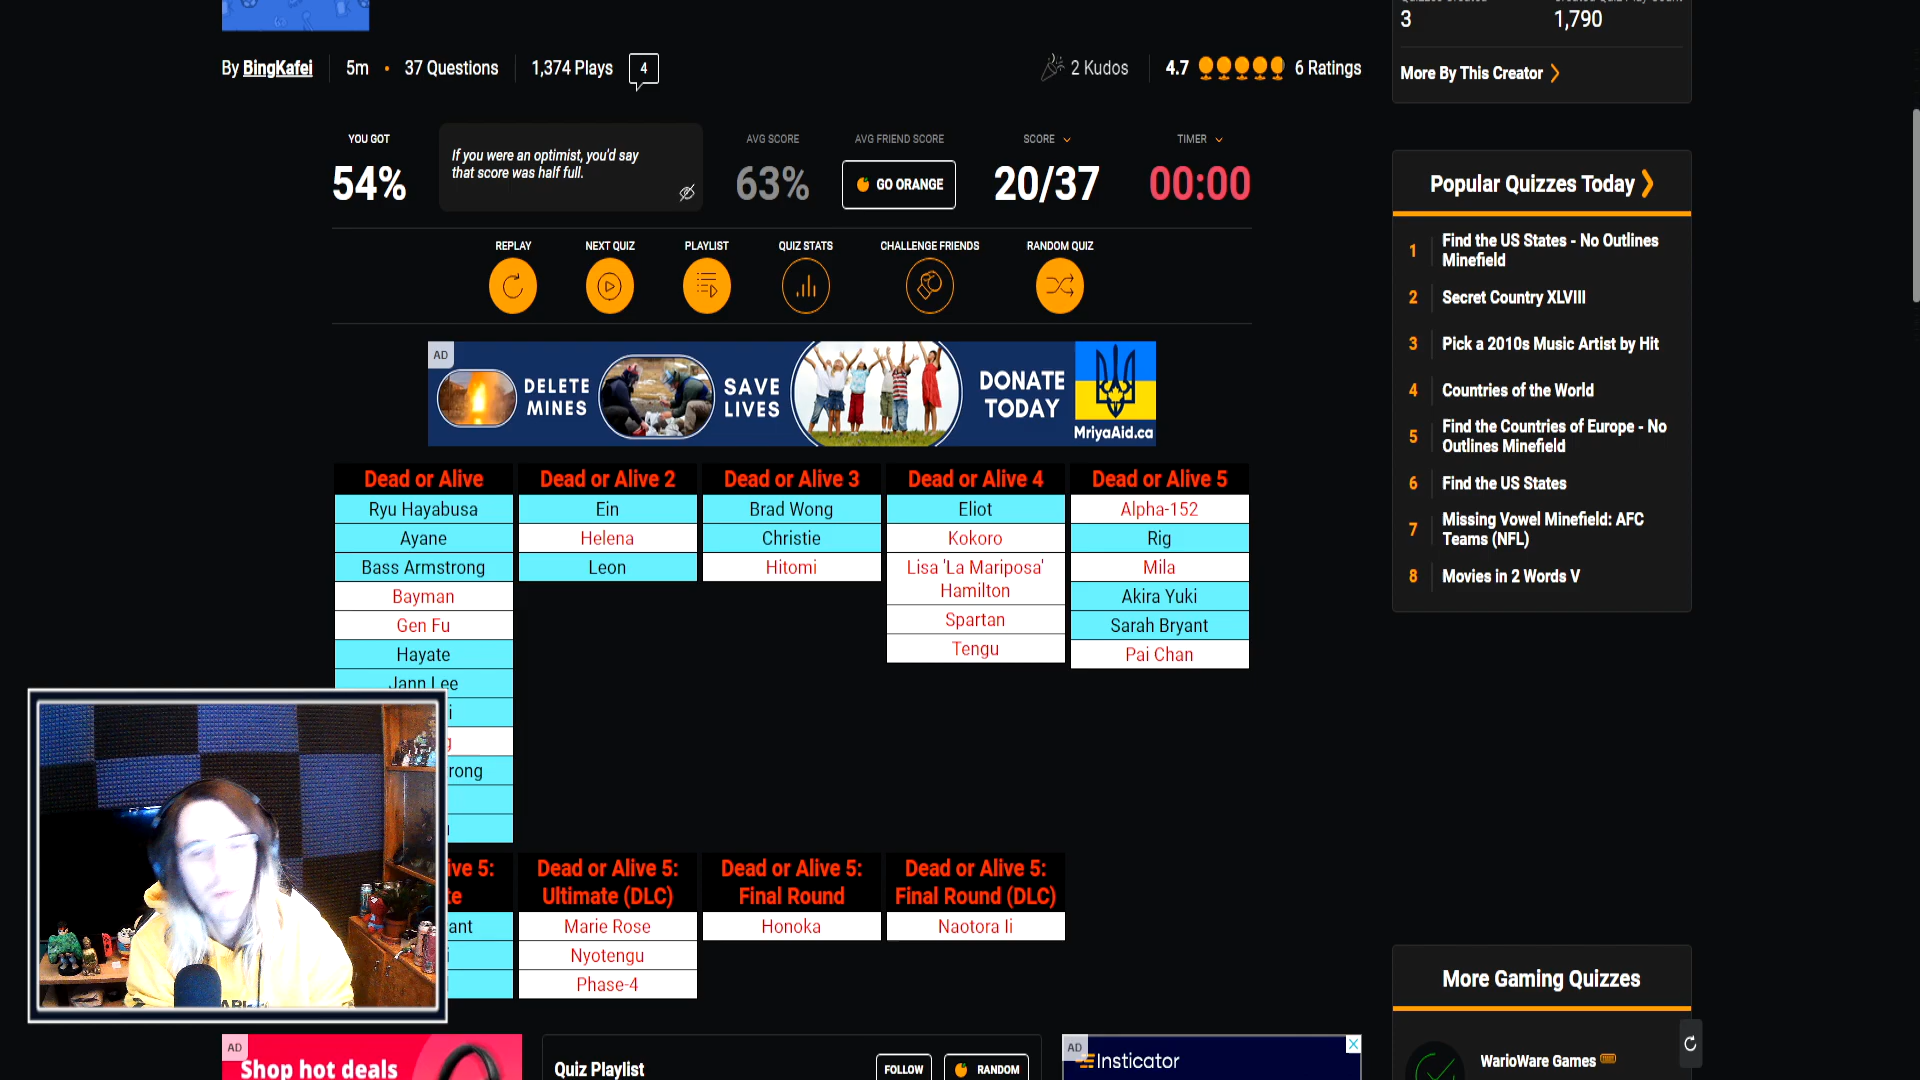 3
1,790
By BingKafei
5m • 37 Questions
1,374 Plays
4
2 Kudos
4.7
6 Ratings
More By This Creator
YOU GOT
54%
If you were an optimist, you'd say
that score was half full.
AVG SCORE
63%
AVG FRIEND SCORE
GO ORANGE
SCORE
20/37
TIMER
00:00
REPLAY
NEXT QUIZ
PLAYLIST
QUIZ STATS
CHALLENGE FRIENDS
RANDOM QUIZ
AD
DELETE
MINES
SAVE
LIVES
DONATE
TODAY
MriyaAid.ca
Dead or Alive
Ryu Hayabusa
Ayane
Bass Armstrong
Bayman
Gen Fu
Hayate
Jann Lee
i
g
rong
Dead or Alive 2
Ein
Helena
Leon
Dead or Alive 3
Brad Wong
Christie
Hitomi
Dead or Alive 4
Eliot
Kokoro
Lisa 'La Mariposa'
Hamilton
Spartan
Tengu
Dead or Alive 5
Alpha-152
Rig
Mila
Akira Yuki
Sarah Bryant
Pai Chan
ive 5:
te
ant
i
Dead or Alive 5:
Ultimate (DLC)
Marie Rose
Nyotengu
Phase-4
Dead or Alive 5:
Final Round
Honoka
Dead or Alive 5:
Final Round (DLC)
Naotora Ii
Popular Quizzes Today
1 Find the US States - No Outlines
Minefield
2 Secret Country XLVIII
3 Pick a 2010s Music Artist by Hit
4 Countries of the World
5 Find the Countries of Europe - No
Outlines Minefield
6 Find the US States
7 Missing Vowel Minefield: AFC
Teams (NFL)
8 Movies in 2 Words V
More Gaming Quizzes
WarioWare Games
AD
Shop hot deals
Quiz Playlist
FOLLOW
RANDOM
AD
Insticator